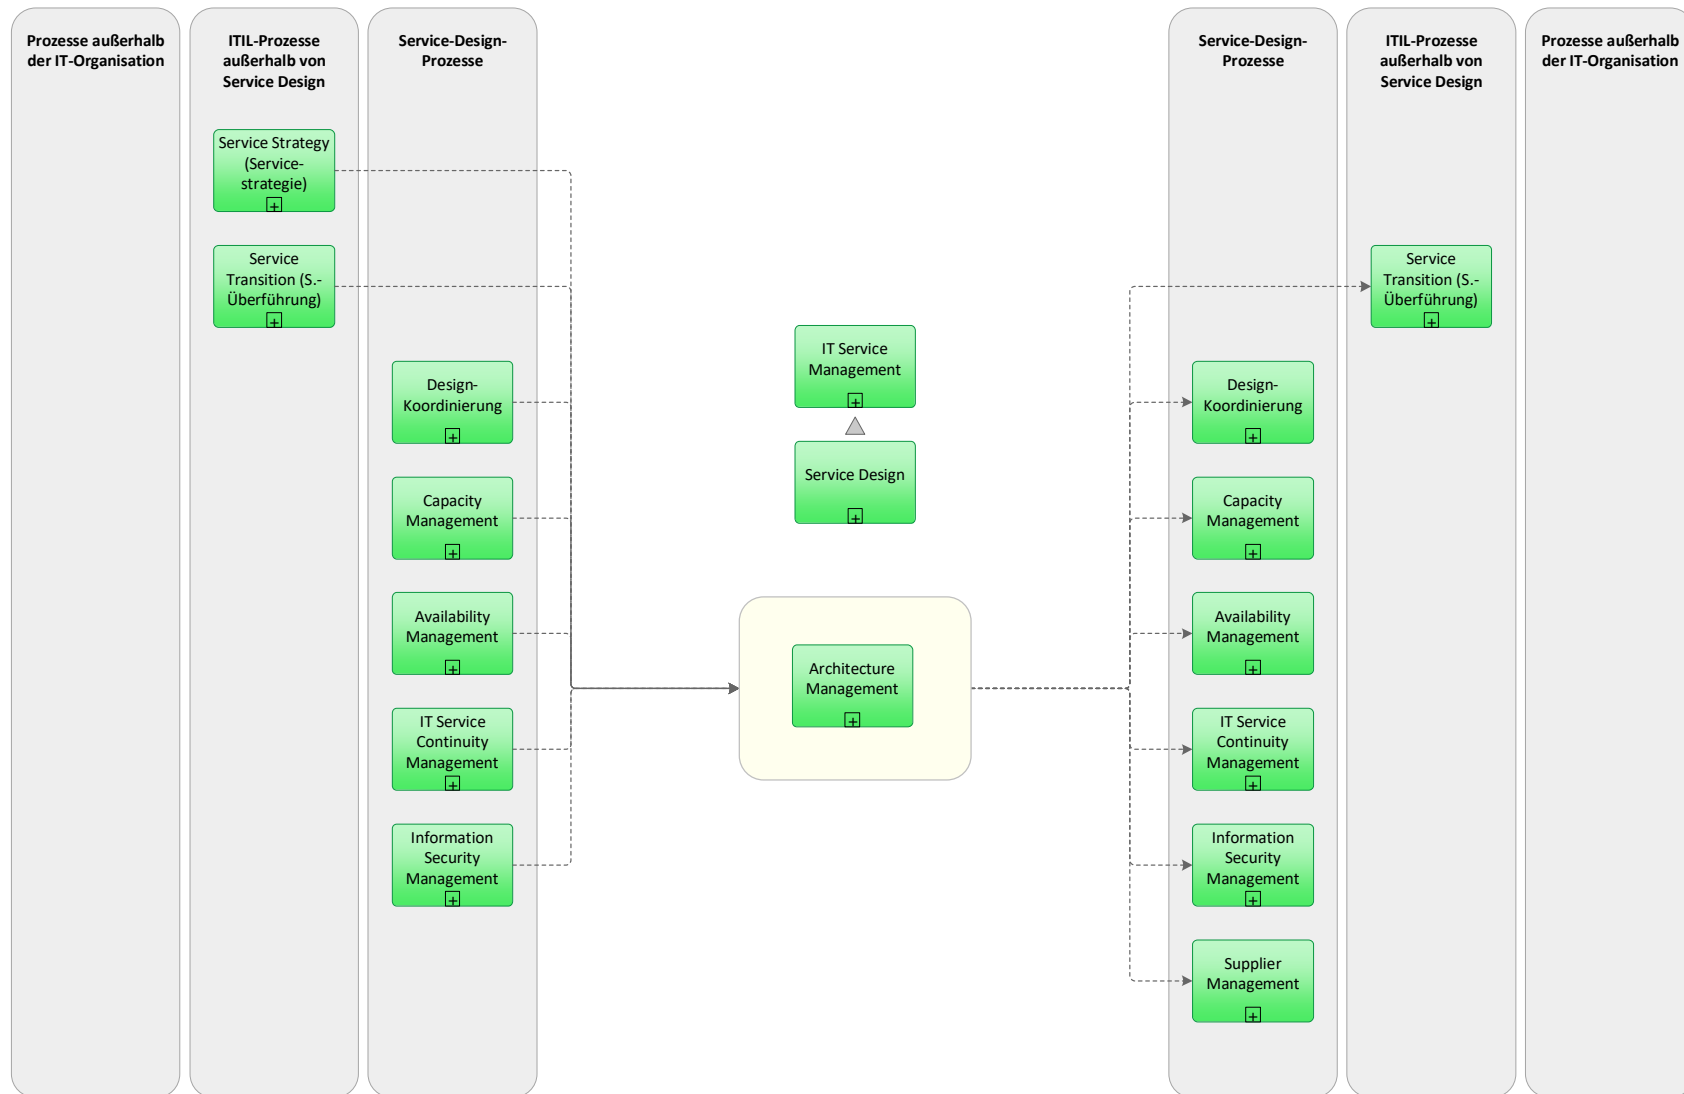 Prozesse außerhalb
der IT-Organisation
ITIL-Prozesse
außerhalb von
Service Design
Service-Design-
Prozesse
Service-Design-
Prozesse
ITIL-Prozesse
außerhalb von
Service Design
Prozesse außerhalb
der IT-Organisation
Service Strategy
(Service-
strategie)
Service
Transition (S.-
Überführung)
Design-
Koordinierung
Capacity
Management
Availability
Management
IT Service
Continuity
Management
Information
Security
Management
IT Service
Management
Service Design
Architecture
Management
Service
Transition (S.-
Überführung)
Design-
Koordinierung
Capacity
Management
Availability
Management
IT Service
Continuity
Management
Information
Security
Management
Supplier
Management